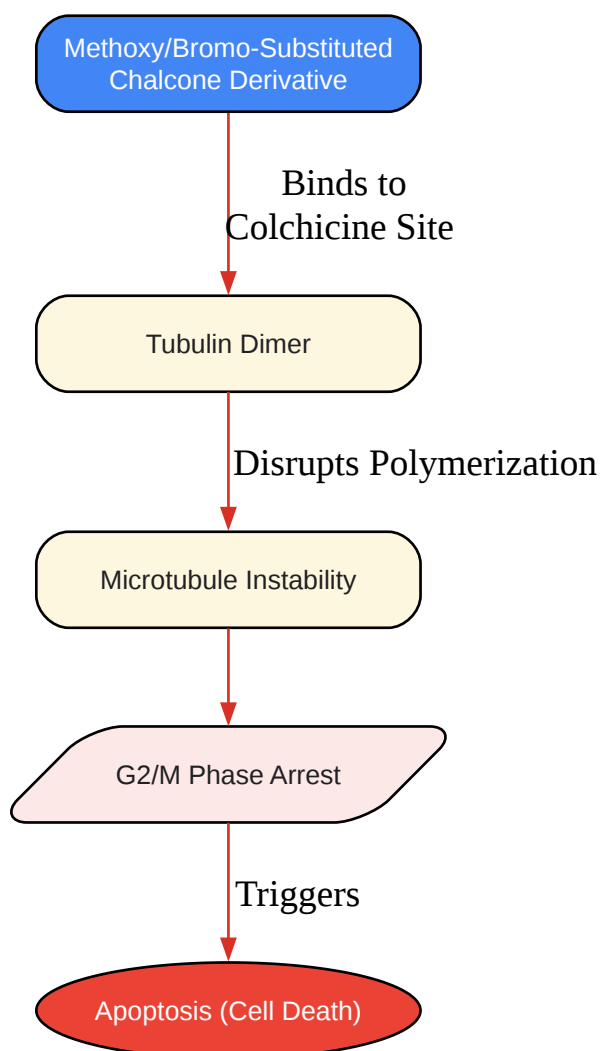 Methoxy/Bromo-Substituted
Chalcone Derivative
Binds to
Colchicine Site
Tubulin Dimer
Disrupts Polymerization
Microtubule Instability
G2/M Phase Arrest
Triggers
Apoptosis (Cell Death)